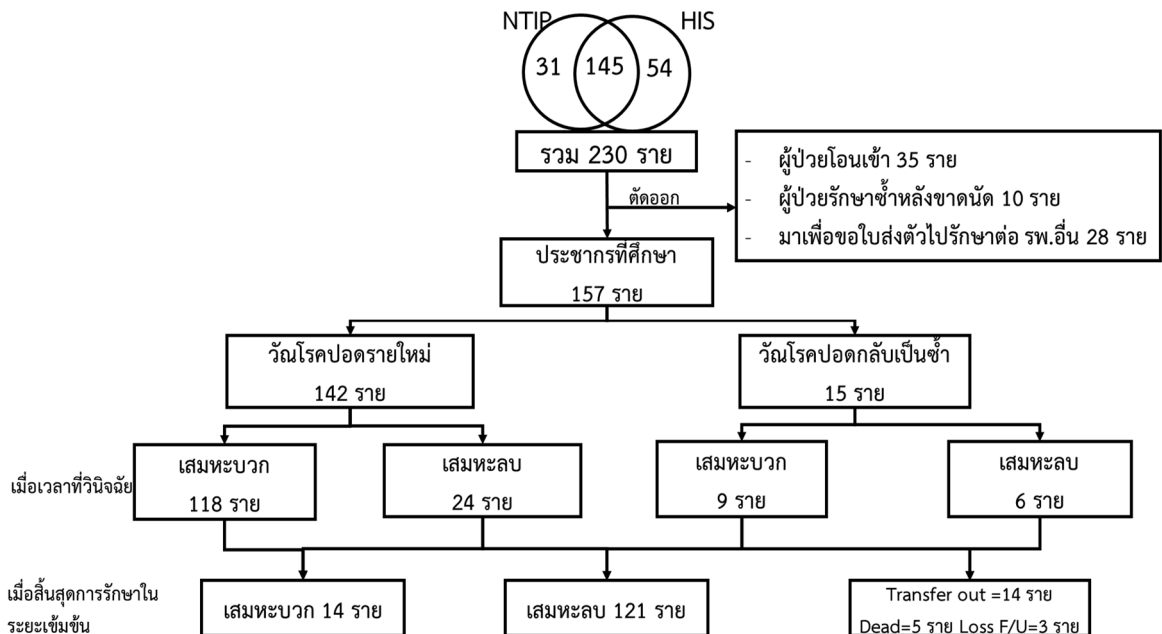 NTIP HIS
31 145 54
รวม 230 ราย
- ผู้ป่วยโอนเข้า 35 ราย
ตัดออก
- ผู้ป่วยรักษาซ้ำหลังขาดนัด 10 ราย
- มาเพื่อขอใบส่งตัวไปรักษาต่อ รพ.อื่น 28 ราย
ประชากรที่ศึกษา
157 ราย
วัณโรคปอดรายใหม่
142 ราย
วัณโรคปอดกลับเป็นซ้ำ
15 ราย
เมื่อเวลาที่วินิจฉัย
เสมหะบวก
118 ราย
เสมหะลบ
24 ราย
เสมหะบวก
9 ราย
เสมหะลบ
6 ราย
เมื่อสิ้นสุดการรักษาใน
ระยะเข้มข้น
เสมหะบวก 14 ราย
เสมหะลบ 121 ราย
Transfer out =14 ราย
Dead=5 ราย Loss F/U=3 ราย